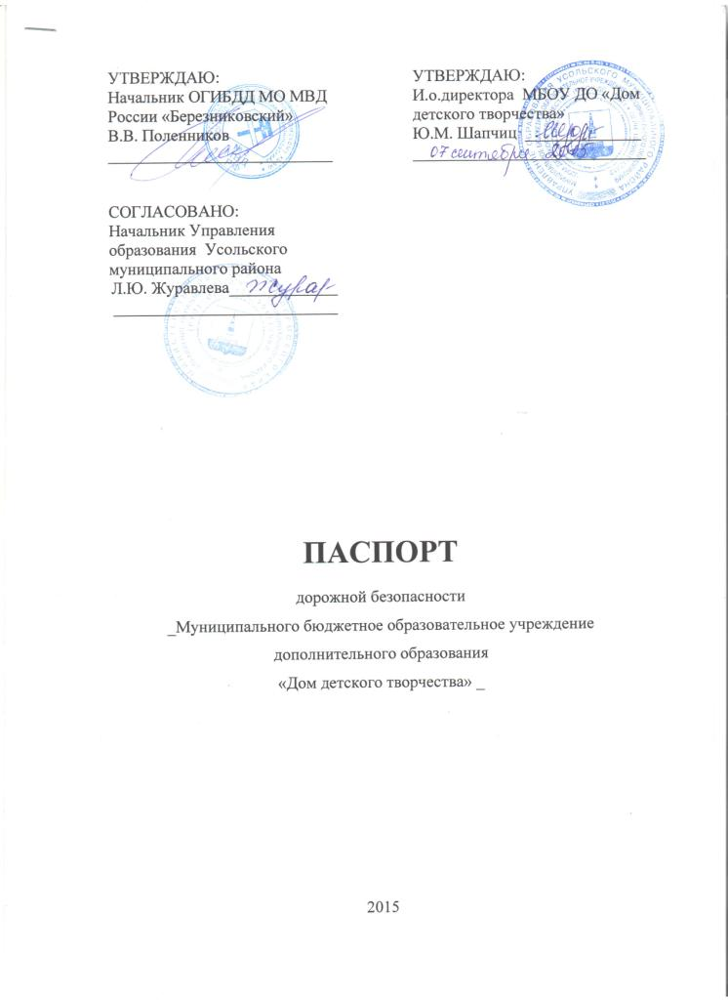 УТВЕРЖДАЮ:
Начальник ОГИБДД МО МВД
России «Березниковский»
В.В. Поленников
УТВЕРЖДАЮ:
И.о.директора МБОУ ДО «Дом
детского творчества»
Ю.М. Шапчиц
07 сентября 2015
СОГЛАСОВАНО:
Начальник Управления
образования Усольского
муниципального района
Л.Ю. Журавлева
ПАСПОРТ
дорожной безопасности
_Муниципального бюджетное образовательное учреждение
дополнительного образования
«Дом детского творчества» _
2015